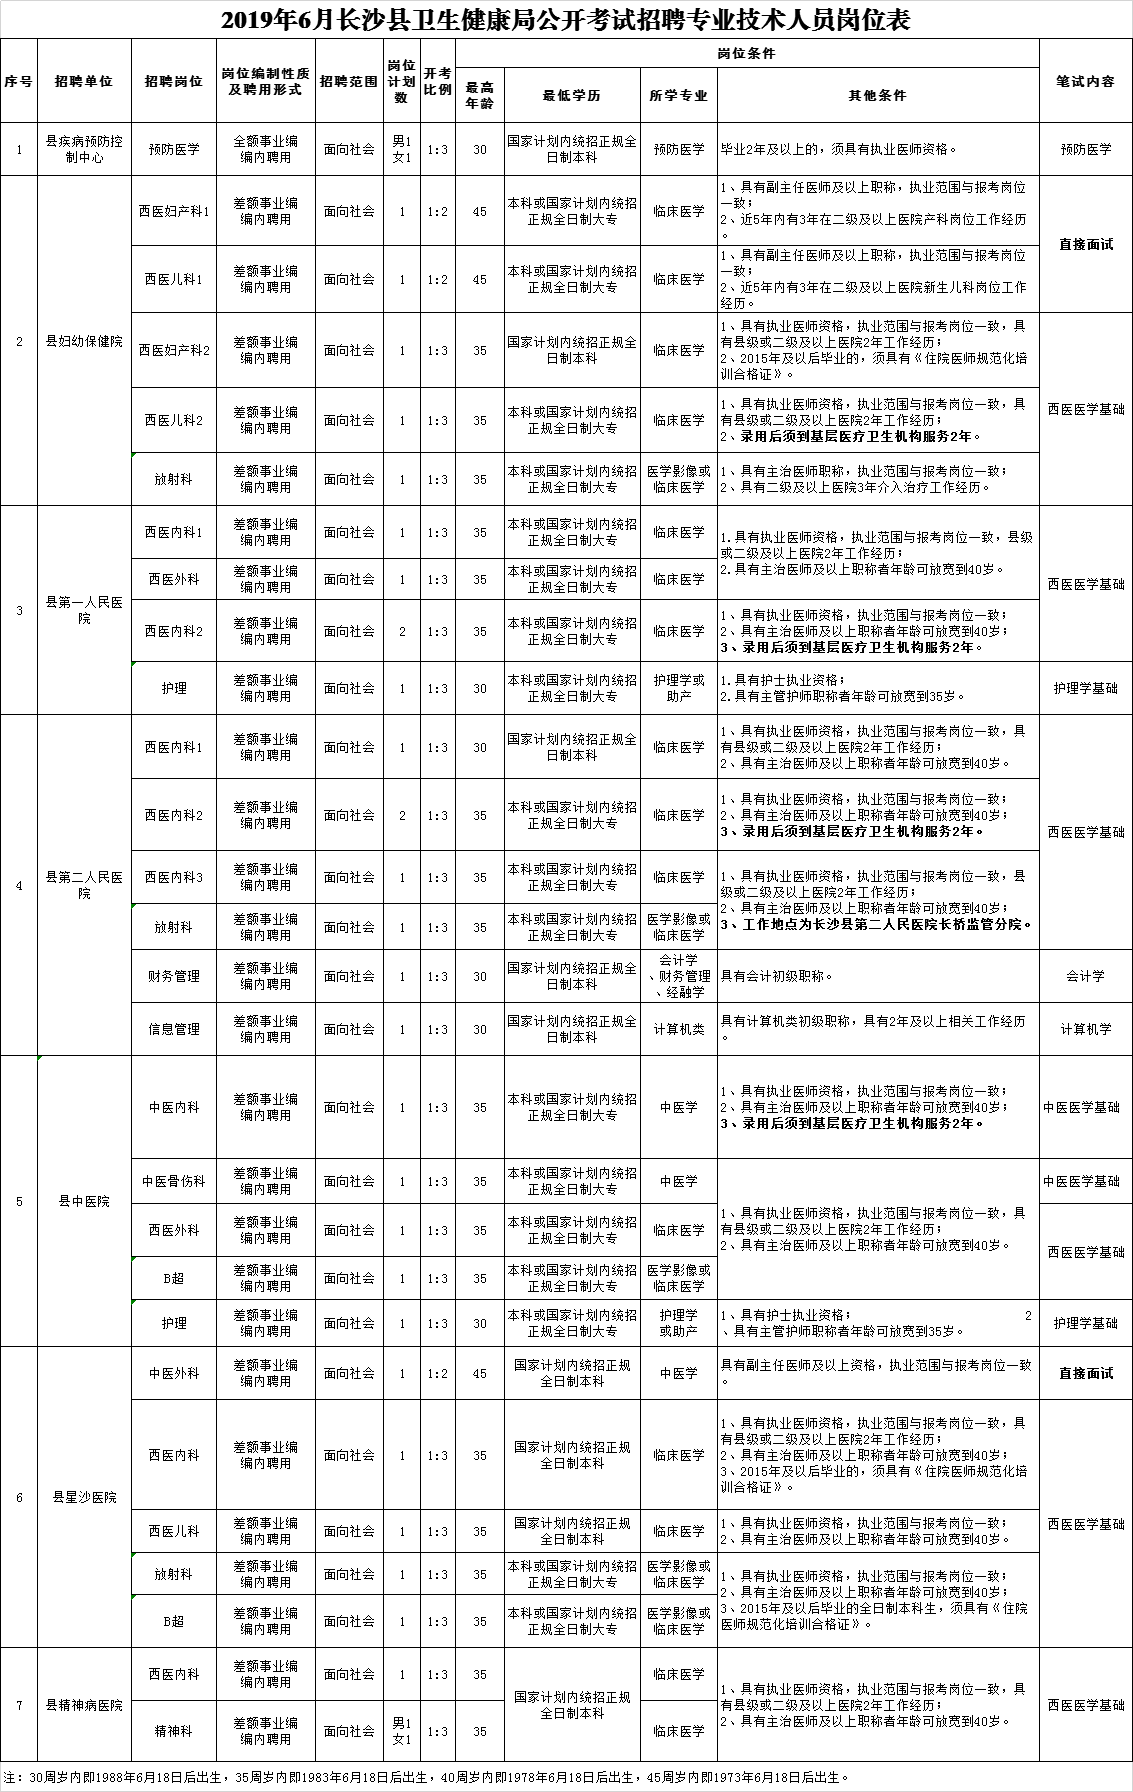 2019年6月长沙县卫生健康局公开考试招聘专业技术人员岗位表
序号 招聘单位 招聘岗位 岗位编制性质及聘用形式 招聘范围 岗位计划数 开考比例 岗位条件 笔试内容
最高年龄 最低学历 所学专业 其他条件
1 县疾病预防控制中心 预防医学 全额事业编 编内聘用 面向社会 男1 女1 1:3 30 国家计划内统招正规全日制本科 预防医学 毕业2年及以上的，须具有执业医师资格。 预防医学
2 县妇幼保健院 西医妇产科1 差额事业编 编内聘用 面向社会 1 1:2 45 本科或国家计划内统招正规全日制大专 临床医学 1、具有副主任医师及以上职称，执业范围与报考岗位一致；
2、近5年内有3年在二级及以上医院产科岗位工作经历。 直接面试
西医儿科1 差额事业编 编内聘用 面向社会 1 1:2 45 本科或国家计划内统招正规全日制大专 临床医学 1、具有副主任医师及以上职称，执业范围与报考岗位一致；
2、近5年内有3年在二级及以上医院新生儿科岗位工作经历。
西医妇产科2 差额事业编 编内聘用 面向社会 1 1:3 35 国家计划内统招正规全日制本科 临床医学 1、具有执业医师资格，执业范围与报考岗位一致，具有县级或二级及以上医院2年工作经历；
2、2015年及以后毕业的，须具有《住院医师规范化培训合格证》。 西医医学基础
西医儿科2 差额事业编 编内聘用 面向社会 1 1:3 35 本科或国家计划内统招正规全日制大专 临床医学 1、具有执业医师资格，执业范围与报考岗位一致，具有县级或二级及以上医院2年工作经历；
2、录用后须到基层医疗卫生机构服务2年。
放射科 差额事业编 编内聘用 面向社会 1 1:3 35 本科或国家计划内统招正规全日制大专 医学影像或临床医学 1、具有主治医师职称，执业范围与报考岗位一致；
2、具有二级及以上医院3年介入治疗工作经历。
3 县第一人民医院 西医内科1 差额事业编 编内聘用 面向社会 1 1:3 35 本科或国家计划内统招正规全日制大专 临床医学 1.具有执业医师资格，执业范围与报考岗位一致，县级或二级及以上医院2年工作经历；
2.具有主治医师及以上职称者年龄可放宽到40岁。 西医医学基础
西医外科 差额事业编 编内聘用 面向社会 1 1:3 35 本科或国家计划内统招正规全日制大专 临床医学
西医内科2 差额事业编 编内聘用 面向社会 2 1:3 35 本科或国家计划内统招正规全日制大专 临床医学 1、具有执业医师资格，执业范围与报考岗位一致；
2、具有主治医师及以上职称者年龄可放宽到40岁；
3、录用后须到基层医疗卫生机构服务2年。
护理 差额事业编 编内聘用 面向社会 1 1:3 30 本科或国家计划内统招正规全日制大专 护理学或助产 1.具有护士执业资格；
2.具有主管护师职称者年龄可放宽到35岁。 护理学基础
4 县第二人民医院 西医内科1 差额事业编 编内聘用 面向社会 1 1:3 30 国家计划内统招正规全日制本科 临床医学 1、具有执业医师资格，执业范围与报考岗位一致，具有县级或二级及以上医院2年工作经历；
2、具有主治医师及以上职称者年龄可放宽到40岁。 西医医学基础
西医内科2 差额事业编 编内聘用 面向社会 2 1:3 35 本科或国家计划内统招正规全日制大专 临床医学 1、具有执业医师资格，执业范围与报考岗位一致；
2、具有主治医师及以上职称者年龄可放宽到40岁；
3、录用后须到基层医疗卫生机构服务2年。
西医内科3 差额事业编 编内聘用 面向社会 1 1:3 35 本科或国家计划内统招正规全日制大专 临床医学 1、具有执业医师资格，执业范围与报考岗位一致，县级或二级及以上医院2年工作经历；
2、具有主治医师及以上职称者年龄可放宽到40岁；
3、工作地点为长沙县第二人民医院长桥监管分院。
放射科 差额事业编 编内聘用 面向社会 1 1:3 35 本科或国家计划内统招正规全日制大专 医学影像或临床医学
财务管理 差额事业编 编内聘用 面向社会 1 1:3 30 国家计划内统招正规全日制本科 会计学、财务管理、经融学 具有会计初级职称。 会计学
信息管理 差额事业编 编内聘用 面向社会 1 1:3 30 国家计划内统招正规全日制本科 计算机类 具有计算机类初级职称，具有2年及以上相关工作经历。 计算机学
5 县中医院 中医内科 差额事业编 编内聘用 面向社会 1 1:3 35 本科或国家计划内统招正规全日制大专 中医学 1、具有执业医师资格，执业范围与报考岗位一致；
2、具有主治医师及以上职称者年龄可放宽到40岁；
3、录用后须到基层医疗卫生机构服务2年。 中医医学基础
中医骨伤科 差额事业编 编内聘用 面向社会 1 1:3 35 本科或国家计划内统招正规全日制大专 中医学 1、具有执业医师资格，执业范围与报考岗位一致，具有县级或二级及以上医院2年工作经历；
2、具有主治医师及以上职称者年龄可放宽到40岁。 中医医学基础
西医外科 差额事业编 编内聘用 面向社会 1 1:3 35 本科或国家计划内统招正规全日制大专 临床医学 西医医学基础
B超 差额事业编 编内聘用 面向社会 1 1:3 35 本科或国家计划内统招正规全日制大专 医学影像或临床医学
护理 差额事业编 编内聘用 面向社会 1 1:3 30 本科或国家计划内统招正规全日制大专 护理学或助产 1、具有护士执业资格； 2、具有主管护师职称者年龄可放宽到35岁。 护理学基础
6 县星沙医院 中医外科 差额事业编 编内聘用 面向社会 1 1:2 45 国家计划内统招正规全日制本科 中医学 具有副主任医师及以上资格，执业范围与报考岗位一致。 直接面试
西医内科 差额事业编 编内聘用 面向社会 1 1:3 35 国家计划内统招正规全日制本科 临床医学 1、具有执业医师资格，执业范围与报考岗位一致，具有县级或二级及以上医院2年工作经历；
2、具有主治医师及以上职称者年龄可放宽到40岁；
3、2015年及以后毕业的，须具有《住院医师规范化培训合格证》。 西医医学基础
西医儿科 差额事业编 编内聘用 面向社会 1 1:3 35 国家计划内统招正规全日制本科 临床医学 1、具有执业医师资格，执业范围与报考岗位一致；
2、具有主治医师及以上职称者年龄可放宽到40岁。
放射科 差额事业编 编内聘用 面向社会 1 1:3 35 本科或国家计划内统招正规全日制大专 医学影像或临床医学 1、具有执业医师资格，执业范围与报考岗位一致；
2、具有主治医师及以上职称者年龄可放宽到40岁；
3、2015年及以后毕业的全日制本科生，须具有《住院医师规范化培训合格证》。
B超 差额事业编 编内聘用 面向社会 1 1:3 35 本科或国家计划内统招正规全日制大专 医学影像或临床医学
7 县精神病医院 西医内科 差额事业编 编内聘用 面向社会 1 1:3 35 国家计划内统招正规全日制本科 临床医学 1、具有执业医师资格，执业范围与报考岗位一致，具有县级或二级及以上医院2年工作经历；
2、具有主治医师及以上职称者年龄可放宽到40岁。 西医医学基础
精神科 差额事业编 编内聘用 面向社会 男1 女1 1:3 35 临床医学
注：30周岁内即1988年6月18日后出生，35周岁内即1983年6月18日后出生，40周岁内即1978年6月18日后出生，45周岁内即1973年6月18日后出生。